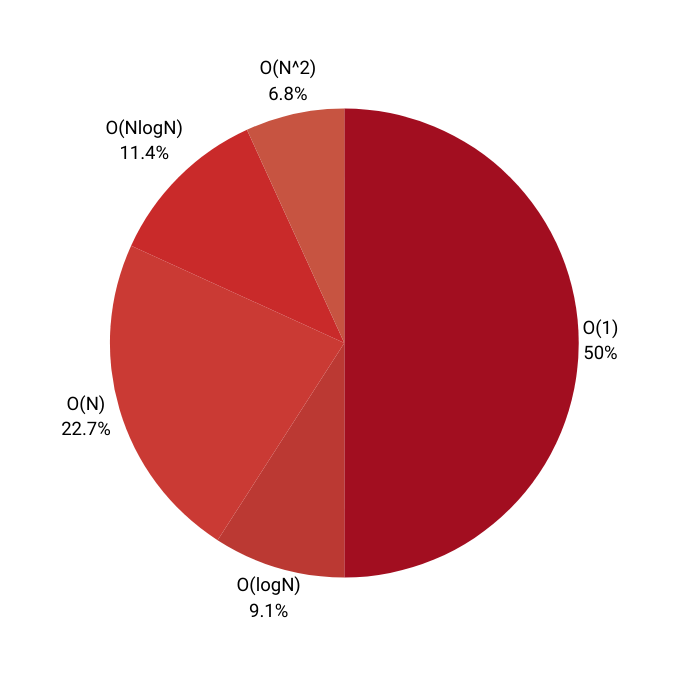 O(N^2)
6.8%
O(NlogN)
11.4%
O(1)
50%
O(N)
22.7%
O(logN)
9.1%